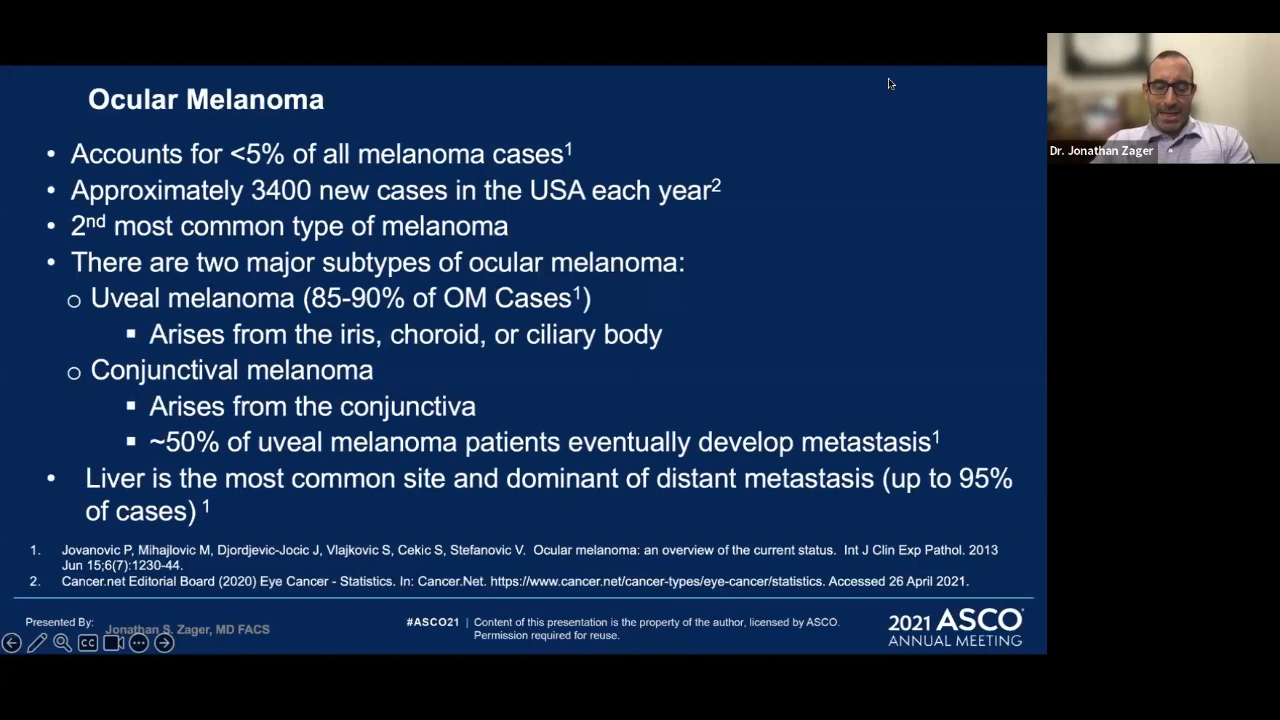 Ocular Melanoma
• Accounts for <5% of all melanoma cases¹
• Approximately 3400 new cases in the USA each year²
• 2nd most common type of melanoma
• There are two major subtypes of ocular melanoma:
o Uveal melanoma (85-90% of OM Cases¹)
▪ Arises from the iris, choroid, or ciliary body
o Conjunctival melanoma
▪ Arises from the conjunctiva
▪ ~50% of uveal melanoma patients eventually develop metastasis¹
• Liver is the most common site and dominant of distant metastasis (up to 95%
of cases) ¹
1. Jovanovic P, Mihajlovic M, Djordjevic-Jocic J, Vlajkovic S, Cekic S, Stefanovic V. Ocular melanoma: an overview of the current status. Int J Clin Exp Pathol. 2013
Jun 15;6(7):1230-44.
2. Cancer.net Editorial Board (2020) Eye Cancer - Statistics. In: Cancer.Net. https://www.cancer.net/cancer-types/eye-cancer/statistics. Accessed 26 April 2021.
Presented By: Jonathan S. Zager, MD FACS
#ASCO21 | Content of this presentation is the property of the author, licensed by ASCO.
Permission required for reuse.
2021 ASCO®
ANNUAL MEETING
CC
Dr. Jonathan Zager